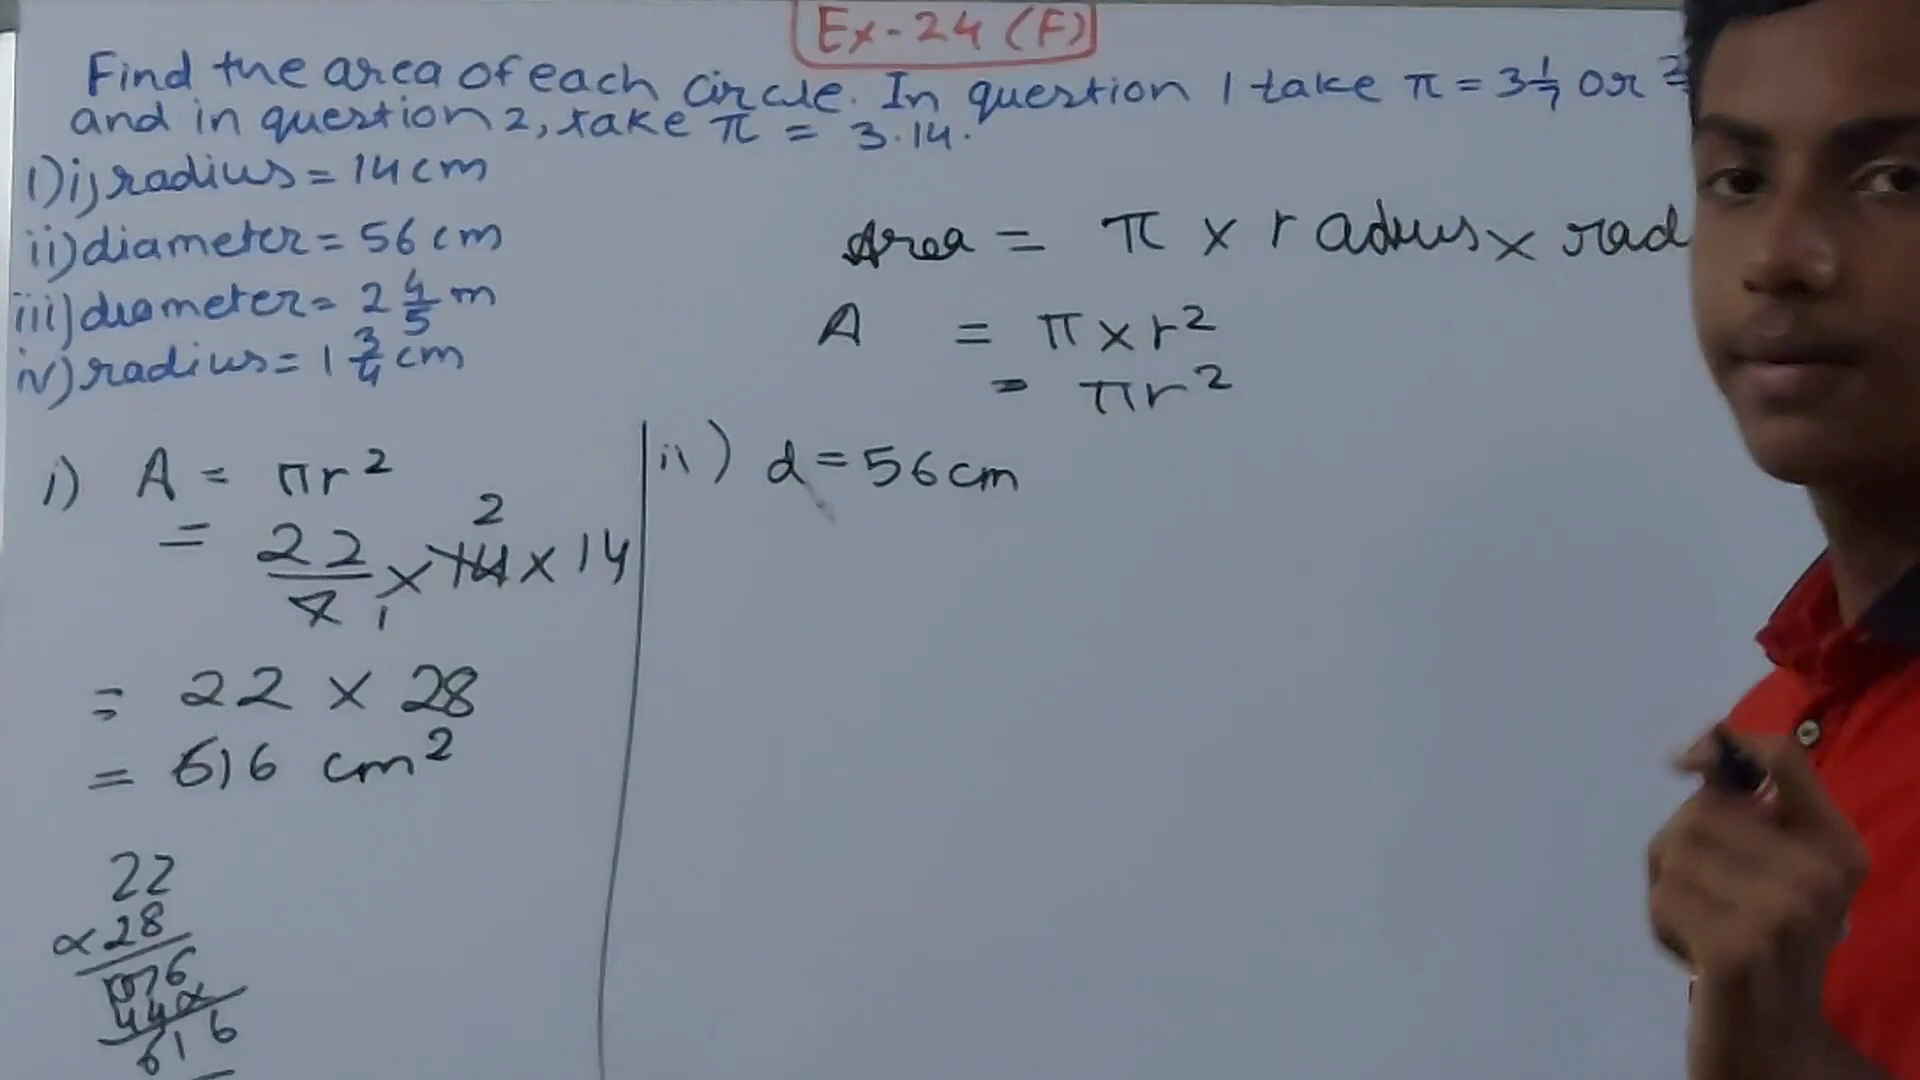 Ex-24 (F)
Find the area of each circle. In question 1 take π = 3 1/7 or
and in question 2, take π = 3.14.
1) i) radius = 14 cm
ii) diameter = 56 cm
iii) diameter = 2 4/5 m
iv) radius = 1 3/4 cm
Area = π × radius × rad
A = π × r²
= πr²
i) A = πr²
= 22/7 × 14 × 14
2
1
= 22 × 28
= 616 cm²
22
×28
176
44×
616
ii) d = 56 cm